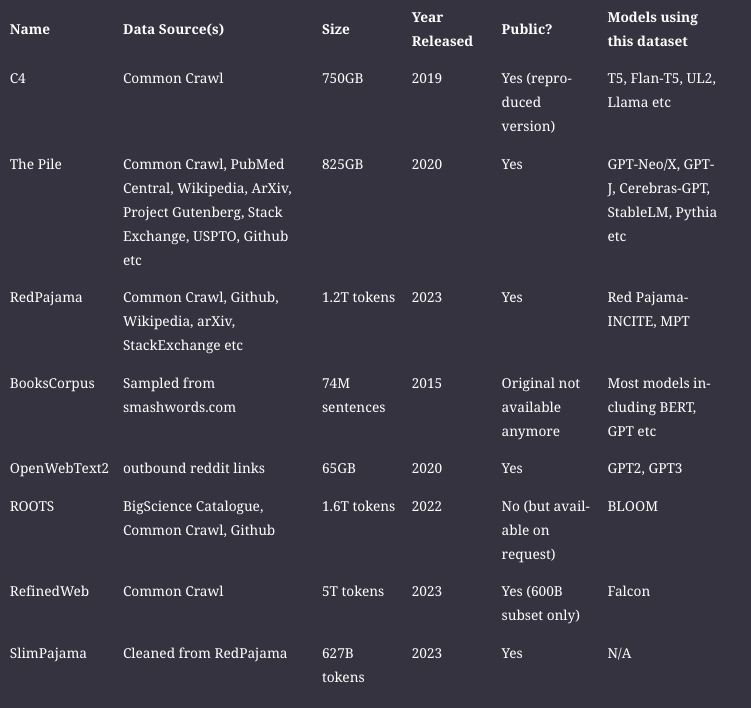 Name Data Source(s) Size Year Released Public? Models using this dataset
C4 Common Crawl 750GB 2019 Yes (repro-
duced
version) T5, Flan-T5, UL2,
Llama etc
The Pile Common Crawl, PubMed
Central, Wikipedia, ArXiv,
Project Gutenberg, Stack
Exchange, USPTO, Github
etc 825GB 2020 Yes GPT-Neo/X, GPT-
J, Cerebras-GPT,
StableLM, Pythia
etc
RedPajama Common Crawl, Github,
Wikipedia, arXiv,
StackExchange etc 1.2T tokens 2023 Yes Red Pajama-
INCITE, MPT
BooksCorpus Sampled from
smashwords.com 74M
sentences 2015 Original not
available
anymore Most models in-
cluding BERT,
GPT etc
OpenWebText2 outbound reddit links 65GB 2020 Yes GPT2, GPT3
ROOTS BigScience Catalogue,
Common Crawl, Github 1.6T tokens 2022 No (but avail-
able on
request) BLOOM
RefinedWeb Common Crawl 5T tokens 2023 Yes (600B
subset only) Falcon
SlimPajama Cleaned from RedPajama 627B
tokens 2023 Yes N/A